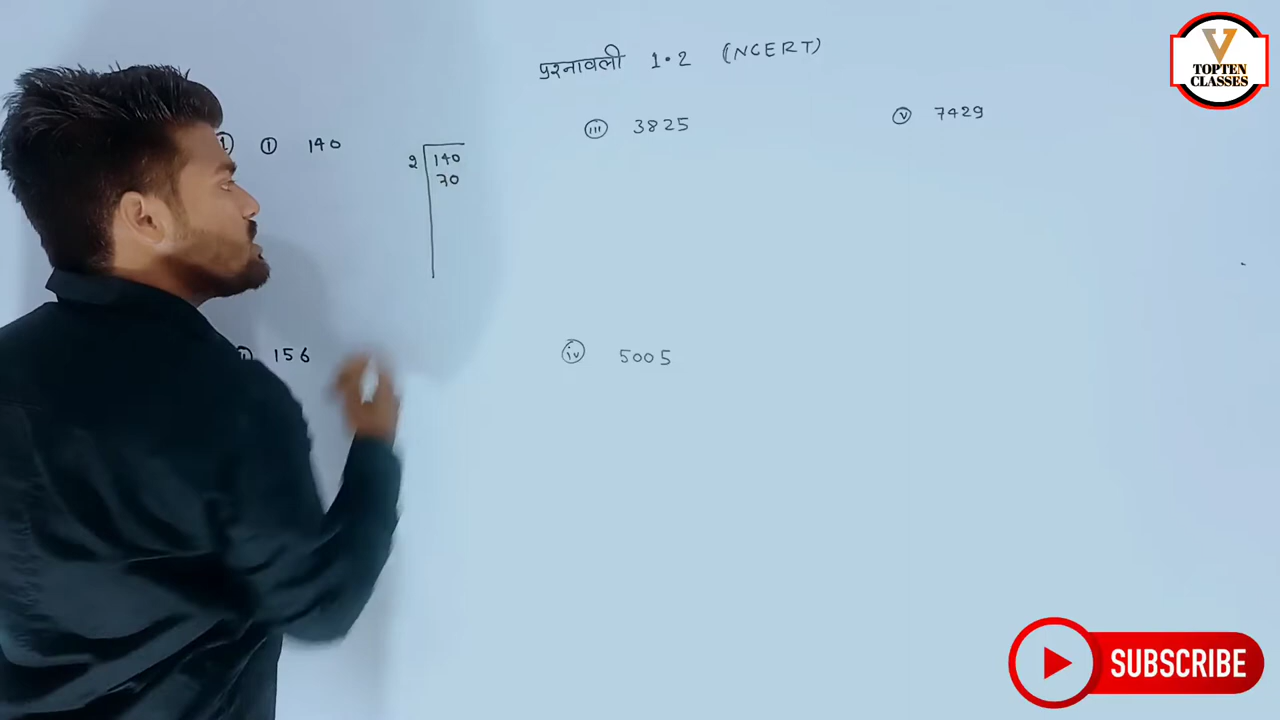 प्रश्नावली 1.2 (NCERT)
1 i 140
2 140
70
ii 156
iii 3825
iv 5005
v 7429
V
TOPTEN
CLASSES
SUBSCRIBE